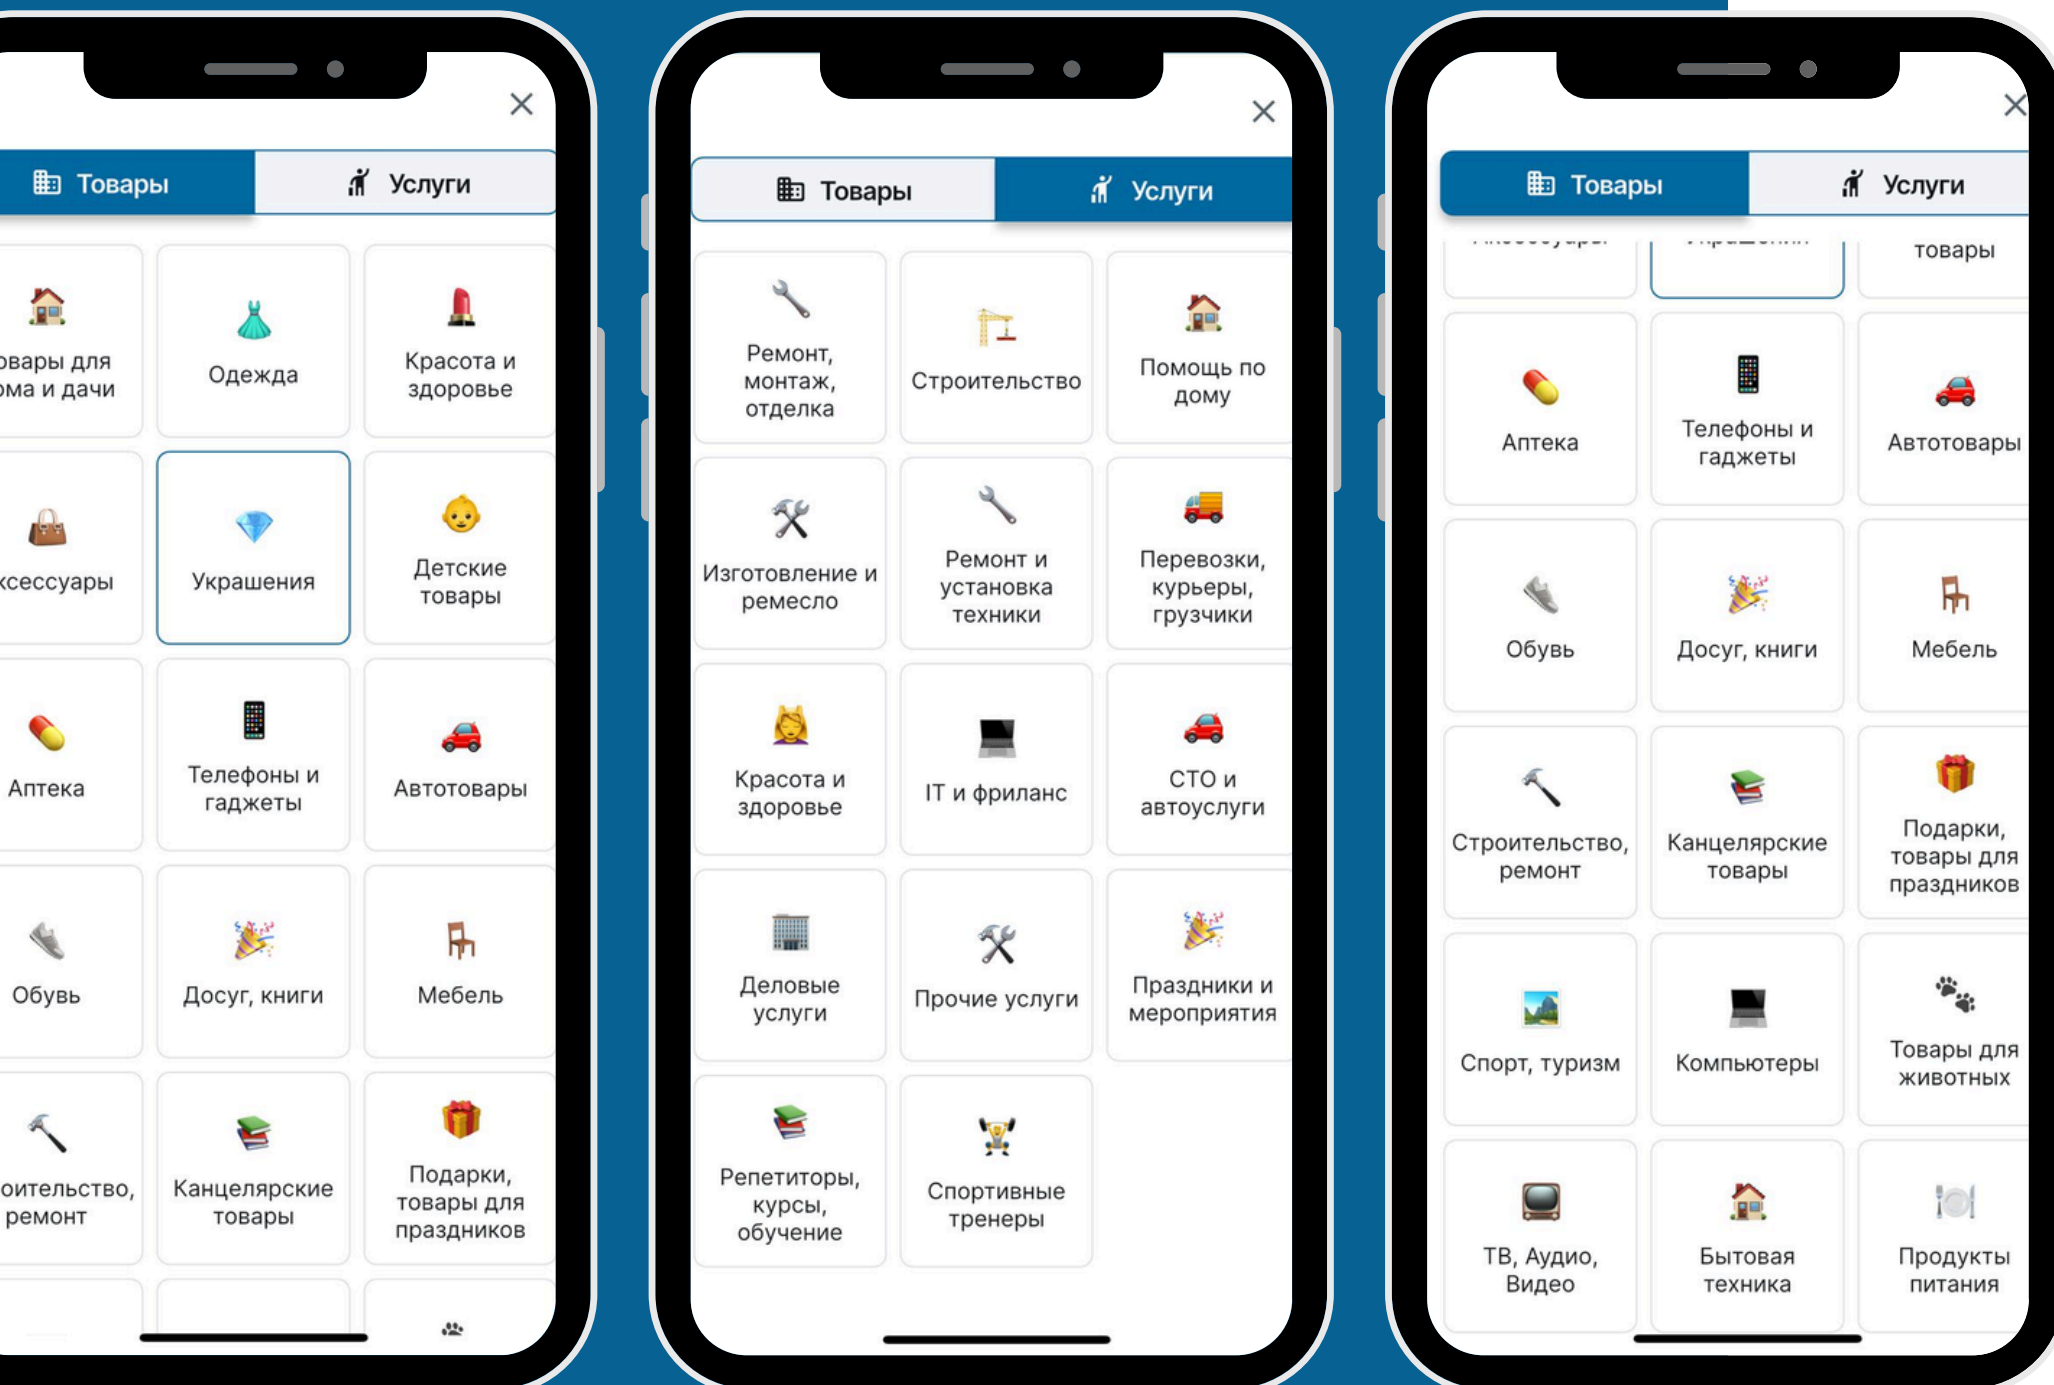 Товары
Услуги
овары для
ома и дачи
Одежда
Красота и
здоровье
ксессуары
Украшения
Детские
товары
Аптека
Телефоны и
гаджеты
Автотовары
Обувь
Досуг, книги
Мебель
оительство,
ремонт
Канцелярские
товары
Подарки,
товары для
праздников
Товары
Услуги
Ремонт,
монтаж,
отделка
Строительство
Помощь по
дому
Изготовление и
ремесло
Ремонт и
установка
техники
Перевозки,
курьеры,
грузчики
Красота и
здоровье
IT и фриланс
СТО и
автоуслуги
Деловые
услуги
Прочие услуги
Праздники и
мероприятия
Репетиторы,
курсы,
обучение
Спортивные
тренеры
Товары
Услуги
товары
Аптека
Телефоны и
гаджеты
Автотовары
Обувь
Досуг, книги
Мебель
Строительство,
ремонт
Канцелярские
товары
Подарки,
товары для
праздников
Спорт, туризм
Компьютеры
Товары для
животных
ТВ, Аудио,
Видео
Бытовая
техника
Продукты
питания